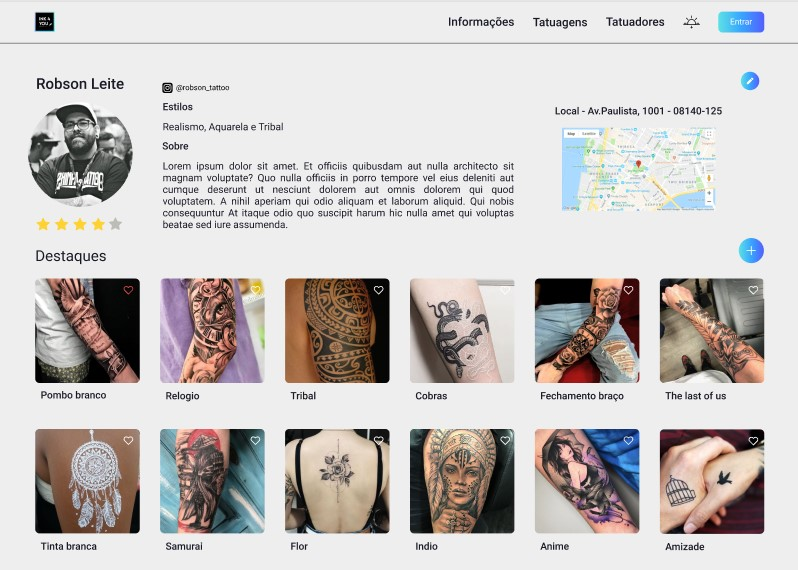 INK 4
YOU
Informações
Tatuagens
Tatuadores
Entrar
Robson Leite
@robson_tattoo
Estilos
Realismo, Aquarela e Tribal
Sobre
Lorem ipsum dolor sit amet. Et officiis quibusdam aut nulla architecto sit
magnam voluptate? Quo nulla officiis in porro tempore vel eius deleniti aut
cumque deserunt ut nesciunt dolorem aut omnis dolorem qui quod
voluptatem. A nihil aperiam qui odio aliquam et laborum aliquid. Qui nobis
consequuntur At itaque odio quo suscipit harum hic nulla amet qui voluptas
beatae sed iure assumenda.
Local - Av.Paulista, 1001 - 08140-125
Map
Destaques
Pombo branco
Relogio
Tribal
Cobras
Fechamento braço
The last of us
Tinta branca
Samurai
Flor
Indio
Anime
Amizade